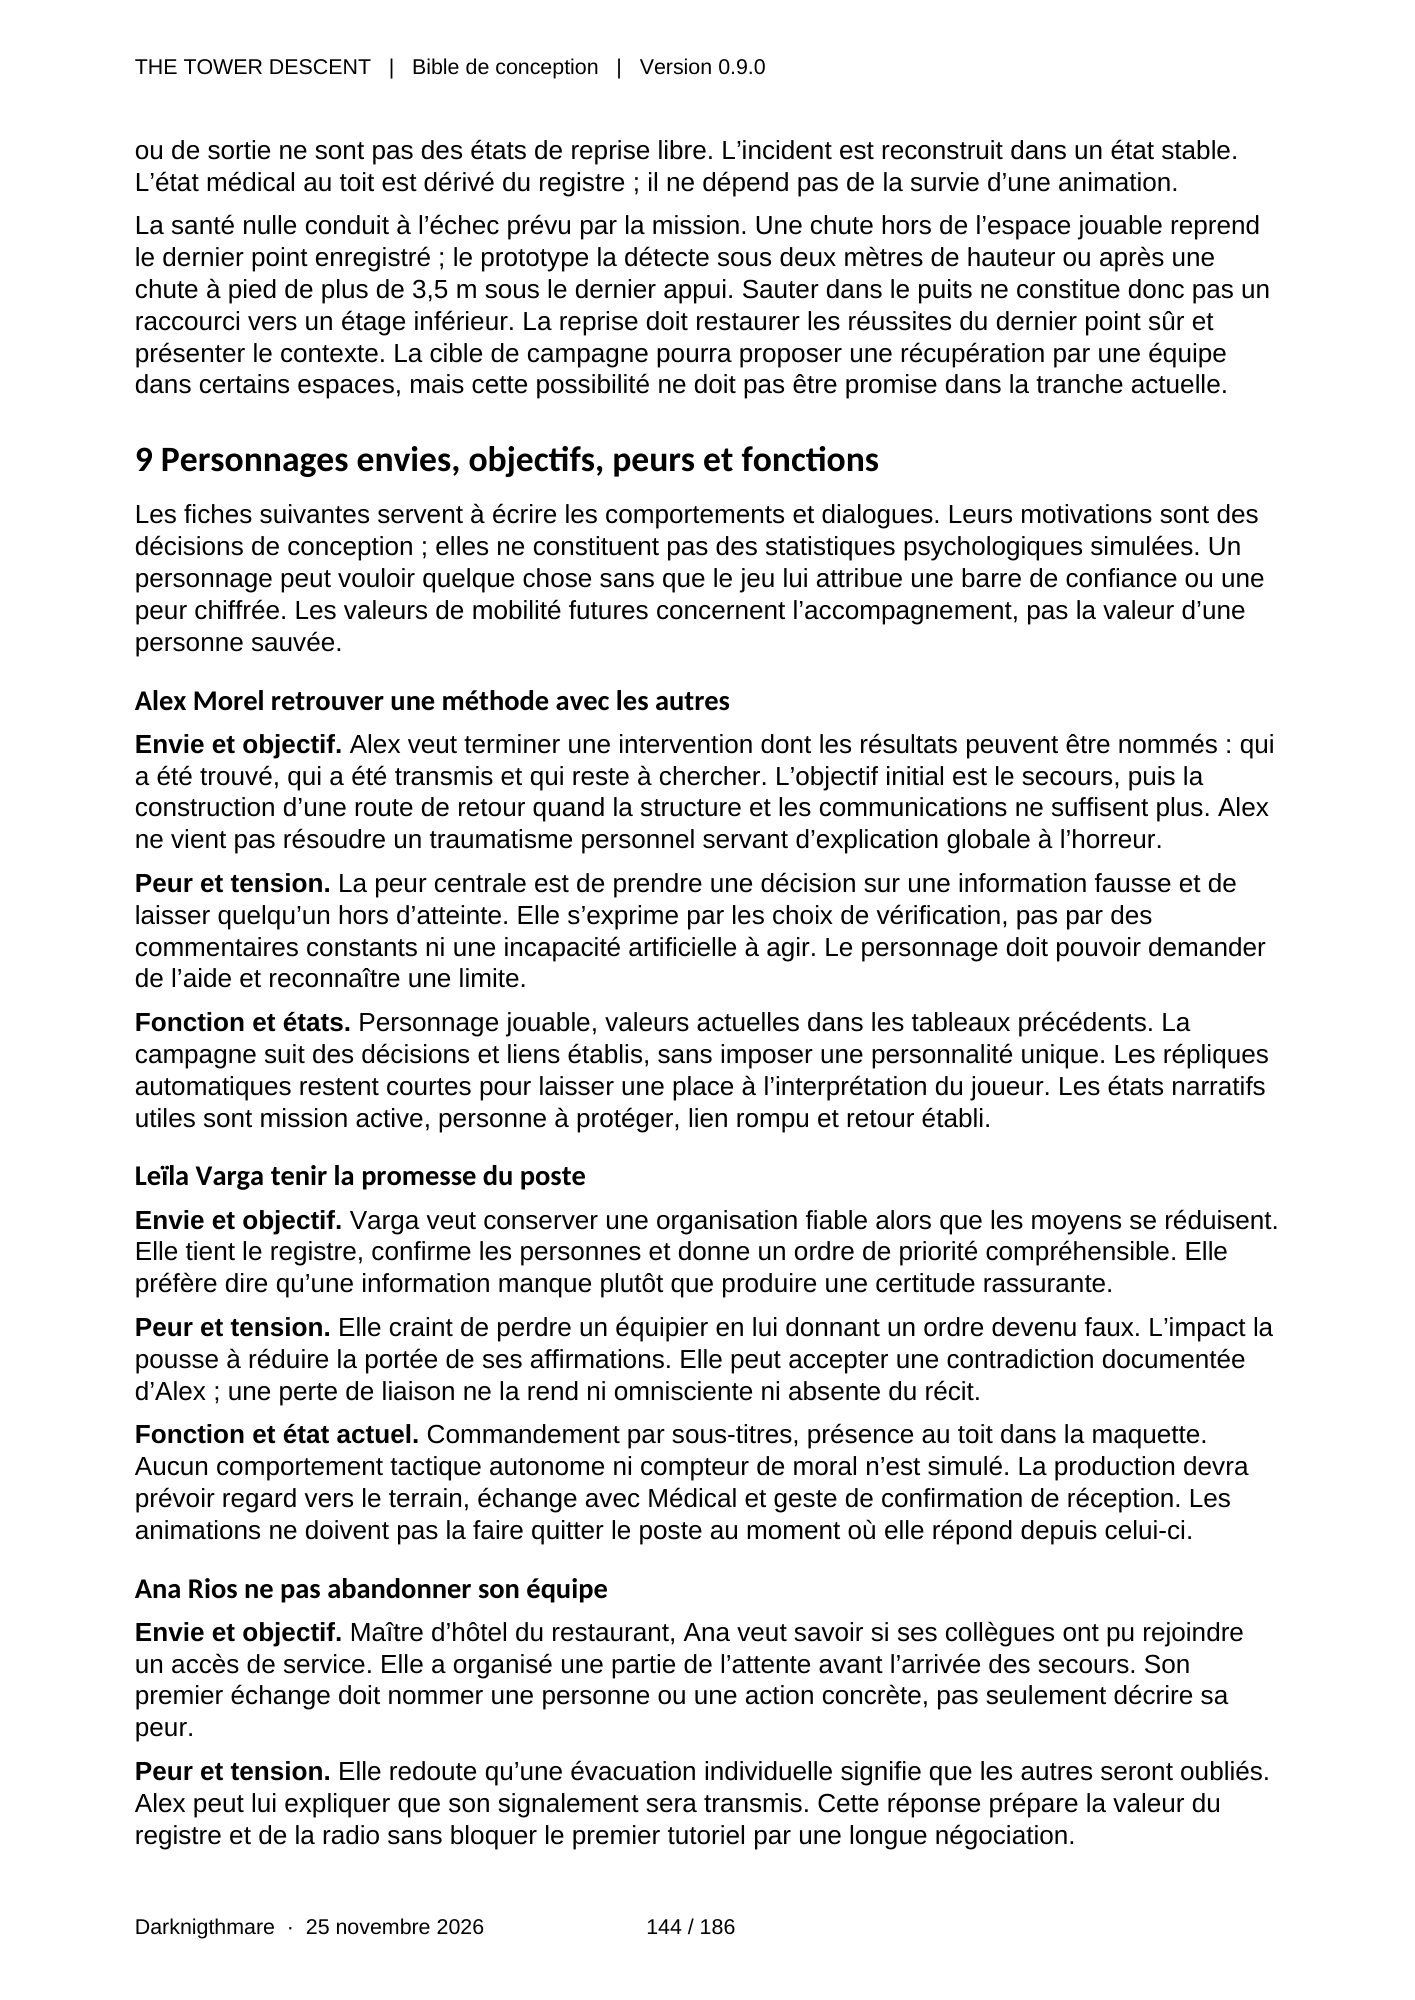 THE TOWER DESCENT | Bible de conception | Version 0.9.0
ou de sortie ne sont pas des états de reprise libre. L’incident est reconstruit dans un état stable.
L’état médical au toit est dérivé du registre ; il ne dépend pas de la survie d’une animation.
La santé nulle conduit à l’échec prévu par la mission. Une chute hors de l’espace jouable reprend
le dernier point enregistré ; le prototype la détecte sous deux mètres de hauteur ou après une
chute à pied de plus de 3,5 m sous le dernier appui. Sauter dans le puits ne constitue donc pas un
raccourci vers un étage inférieur. La reprise doit restaurer les réussites du dernier point sûr et
présenter le contexte. La cible de campagne pourra proposer une récupération par une équipe
dans certains espaces, mais cette possibilité ne doit pas être promise dans la tranche actuelle.
9 Personnages envies, objectifs, peurs et fonctions
Les fiches suivantes servent à écrire les comportements et dialogues. Leurs motivations sont des
décisions de conception ; elles ne constituent pas des statistiques psychologiques simulées. Un
personnage peut vouloir quelque chose sans que le jeu lui attribue une barre de confiance ou une
peur chiffrée. Les valeurs de mobilité futures concernent l’accompagnement, pas la valeur d’une
personne sauvée.
Alex Morel retrouver une méthode avec les autres
Envie et objectif. Alex veut terminer une intervention dont les résultats peuvent être nommés : qui
a été trouvé, qui a été transmis et qui reste à chercher. L’objectif initial est le secours, puis la
construction d’une route de retour quand la structure et les communications ne suffisent plus. Alex
ne vient pas résoudre un traumatisme personnel servant d’explication globale à l’horreur.
Peur et tension. La peur centrale est de prendre une décision sur une information fausse et de
laisser quelqu’un hors d’atteinte. Elle s’exprime par les choix de vérification, pas par des
commentaires constants ni une incapacité artificielle à agir. Le personnage doit pouvoir demander
de l’aide et reconnaître une limite.
Fonction et états. Personnage jouable, valeurs actuelles dans les tableaux précédents. La
campagne suit des décisions et liens établis, sans imposer une personnalité unique. Les répliques
automatiques restent courtes pour laisser une place à l’interprétation du joueur. Les états narratifs
utiles sont mission active, personne à protéger, lien rompu et retour établi.
Leïla Varga tenir la promesse du poste
Envie et objectif. Varga veut conserver une organisation fiable alors que les moyens se réduisent.
Elle tient le registre, confirme les personnes et donne un ordre de priorité compréhensible. Elle
préfère dire qu’une information manque plutôt que produire une certitude rassurante.
Peur et tension. Elle craint de perdre un équipier en lui donnant un ordre devenu faux. L’impact la
pousse à réduire la portée de ses affirmations. Elle peut accepter une contradiction documentée
d’Alex ; une perte de liaison ne la rend ni omnisciente ni absente du récit.
Fonction et état actuel. Commandement par sous-titres, présence au toit dans la maquette.
Aucun comportement tactique autonome ni compteur de moral n’est simulé. La production devra
prévoir regard vers le terrain, échange avec Médical et geste de confirmation de réception. Les
animations ne doivent pas la faire quitter le poste au moment où elle répond depuis celui-ci.
Ana Rios ne pas abandonner son équipe
Envie et objectif. Maître d’hôtel du restaurant, Ana veut savoir si ses collègues ont pu rejoindre
un accès de service. Elle a organisé une partie de l’attente avant l’arrivée des secours. Son
premier échange doit nommer une personne ou une action concrète, pas seulement décrire sa
peur.
Peur et tension. Elle redoute qu’une évacuation individuelle signifie que les autres seront oubliés.
Alex peut lui expliquer que son signalement sera transmis. Cette réponse prépare la valeur du
registre et de la radio sans bloquer le premier tutoriel par une longue négociation.
Darknigthmare · 25 novembre 2026 144 / 186